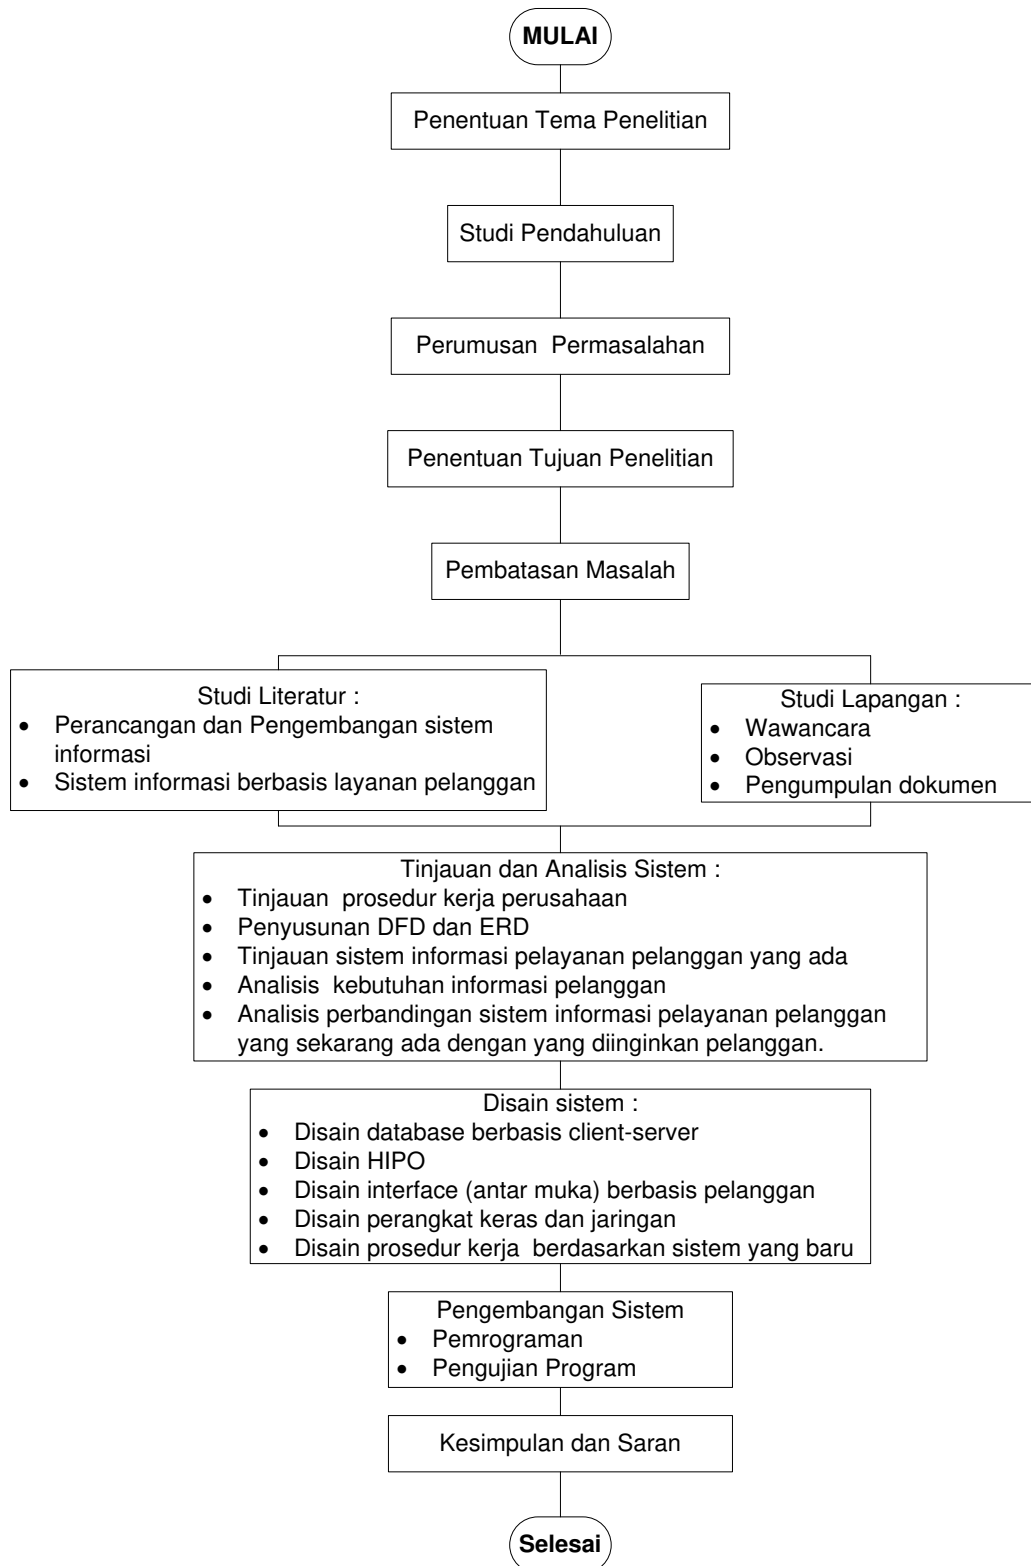 MULAI
Penentuan Tema Penelitian
Studi Pendahuluan
Perumusan  Permasalahan
Penentuan Tujuan Penelitian
Pembatasan Masalah
Studi Literatur :
• Perancangan dan Pengembangan sistem
informasi
• Sistem informasi berbasis layanan pelanggan
Studi Lapangan :
• Wawancara
• Observasi
• Pengumpulan dokumen
Tinjauan dan Analisis Sistem :
• Tinjauan  prosedur kerja perusahaan
• Penyusunan DFD dan ERD
• Tinjauan sistem informasi pelayanan pelanggan yang ada
• Analisis  kebutuhan informasi pelanggan
• Analisis perbandingan sistem informasi pelayanan pelanggan
yang sekarang ada dengan yang diinginkan pelanggan.
Disain sistem :
• Disain database berbasis client-server
• Disain HIPO
• Disain interface (antar muka) berbasis pelanggan
• Disain perangkat keras dan jaringan
• Disain prosedur kerja  berdasarkan sistem yang baru
Pengembangan Sistem
• Pemrograman
• Pengujian Program
Kesimpulan dan Saran
Selesai